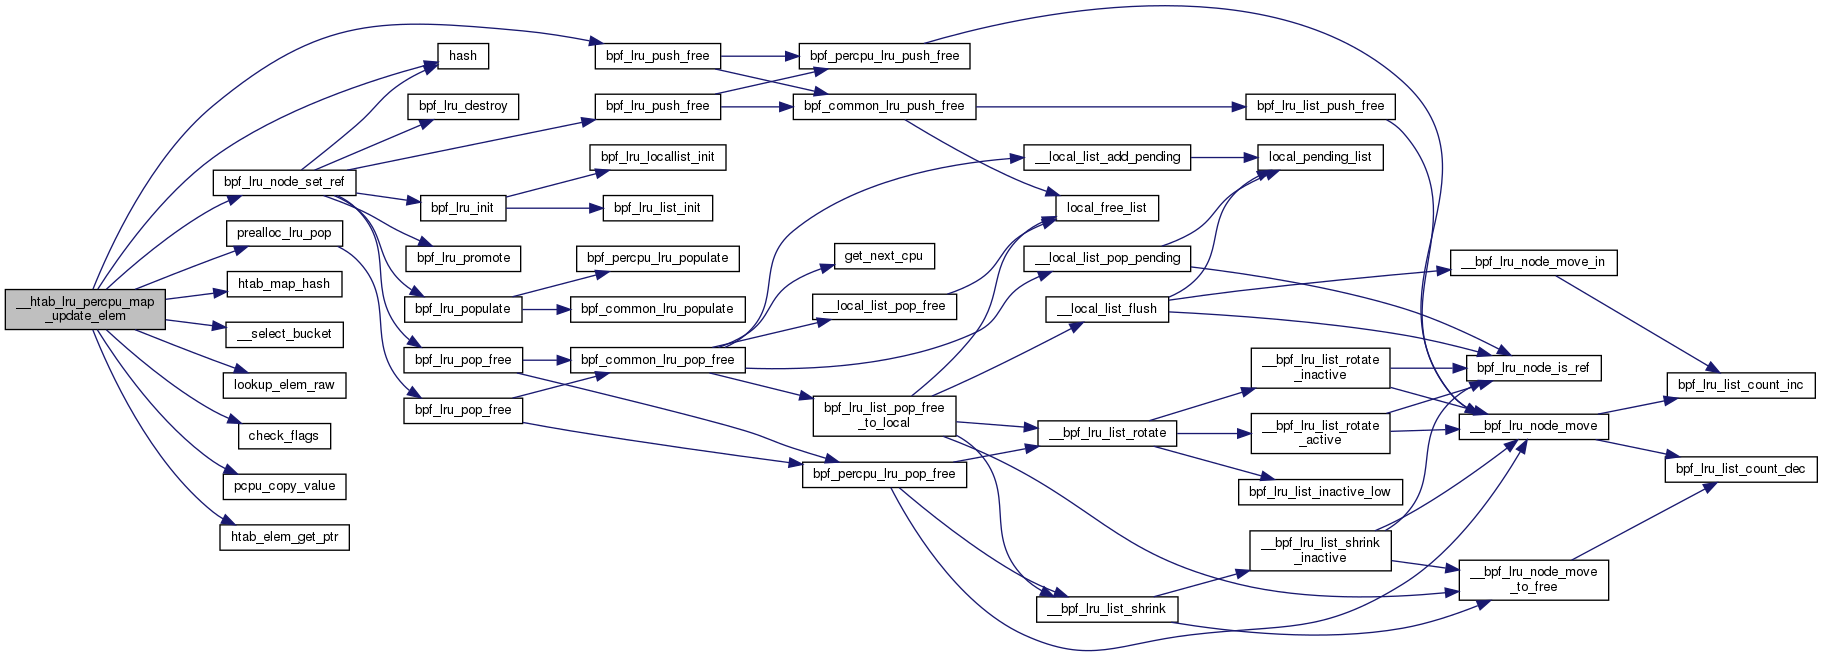 __htab_lru_percpu_map
_update_elem
hash
bpf_lru_destroy
bpf_lru_node_set_ref
bpf_lru_init
prealloc_lru_pop
bpf_lru_promote
htab_map_hash
bpf_lru_populate
__select_bucket
bpf_lru_pop_free
lookup_elem_raw
bpf_lru_pop_free
check_flags
pcpu_copy_value
htab_elem_get_ptr
bpf_lru_push_free
bpf_lru_push_free
bpf_lru_locallist_init
bpf_lru_list_init
bpf_percpu_lru_populate
bpf_common_lru_populate
bpf_common_lru_pop_free
bpf_percpu_lru_push_free
bpf_common_lru_push_free
get_next_cpu
__local_list_pop_free
bpf_lru_list_pop_free
_to_local
bpf_percpu_lru_pop_free
__local_list_add_pending
local_free_list
__local_list_pop_pending
__local_list_flush
__bpf_lru_list_rotate
__bpf_lru_list_shrink
bpf_lru_list_push_free
local_pending_list
__bpf_lru_list_rotate
_inactive
__bpf_lru_list_rotate
_active
bpf_lru_list_inactive_low
__bpf_lru_list_shrink
_inactive
__bpf_lru_node_move_in
bpf_lru_node_is_ref
__bpf_lru_node_move
__bpf_lru_node_move
_to_free
bpf_lru_list_count_inc
bpf_lru_list_count_dec